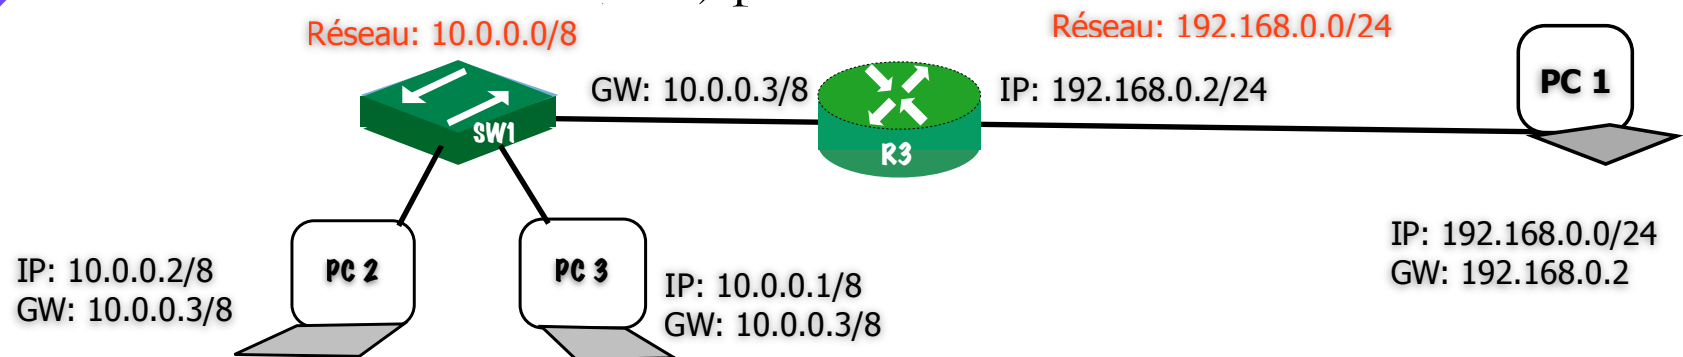 Réseau: 10.0.0.0/8
Réseau: 192.168.0.0/24
GW: 10.0.0.3/8
IP: 192.168.0.2/24
PC 1
SW1
R3
IP: 192.168.0.0/24
GW: 192.168.0.2
IP: 10.0.0.2/8
GW: 10.0.0.3/8
PC 2
PC 3
IP: 10.0.0.1/8
GW: 10.0.0.3/8